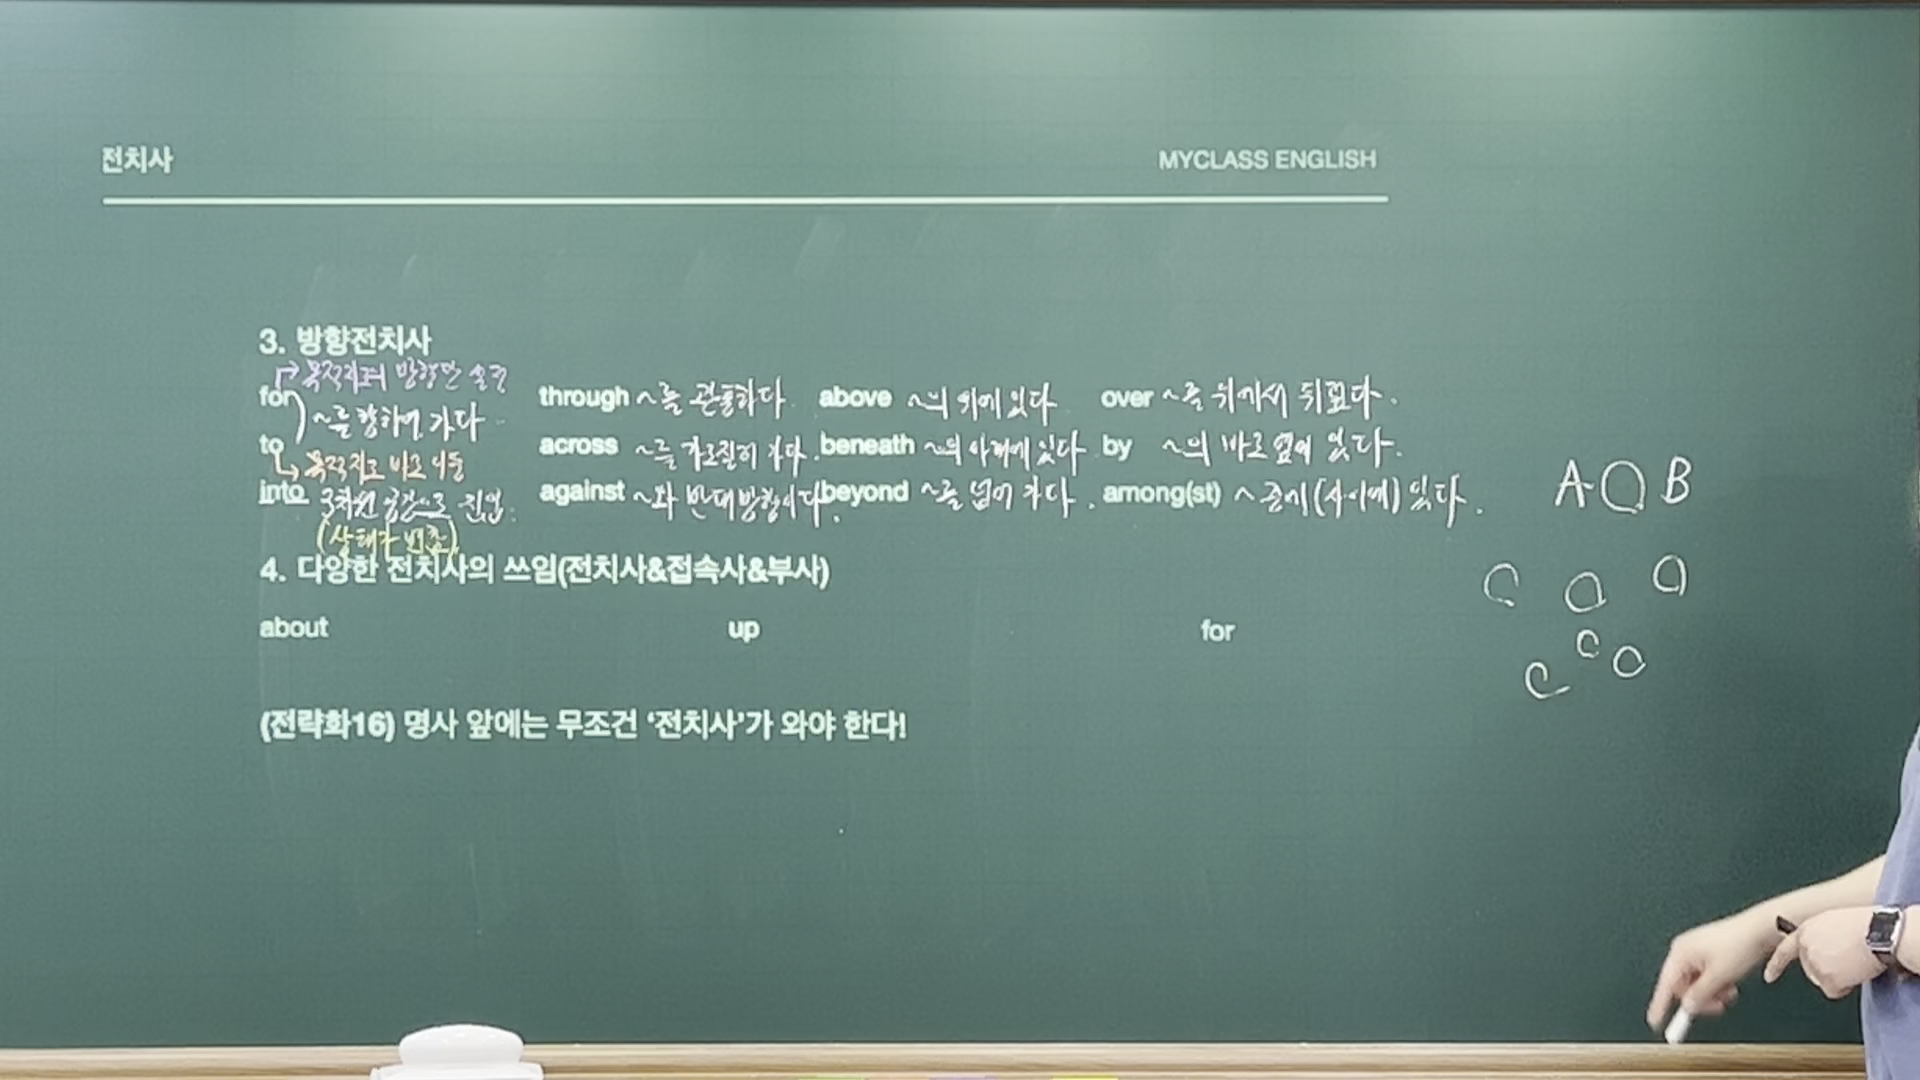 전치사 MYCLASS ENGLISH
3. 방향전치사
목적지의 방향만 설정
for through ~를 관통하다 above ~의 위에 있다 over ~를 위에서 뒤덮다.
~를 향하여 가다
to across ~를 가로질러 가다. beneath ~의 아래에 있다 by ~의 바로 옆에 있다.
목적지로 바로 이동
into 3차원 공간으로 진입. against ~와 반대방향이다. beyond ~를 넘어 가다. among(st) ~ 중에(사이에) 있다.
(상태가 변증)
A B
4. 다양한 전치사의 쓰임(전치사&접속사&부사)
about up for
(전략화16) 명사 앞에는 무조건 ‘전치사’가 와야 한다!